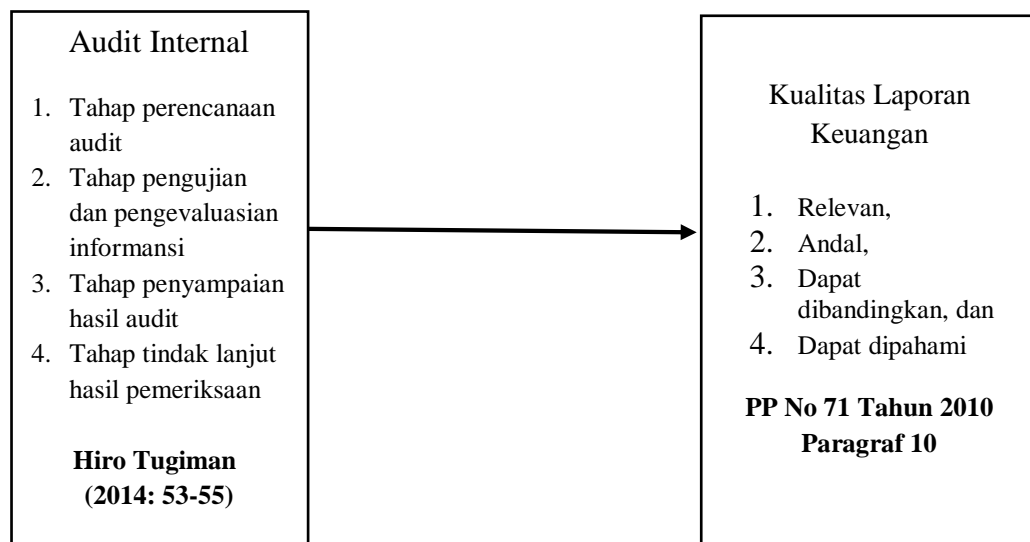 Audit Internal
1. Tahap perencanaan
audit
2. Tahap pengujian
dan pengevaluasian
informansi
3. Tahap penyampaian
hasil audit
4. Tahap tindak lanjut
hasil pemeriksaan
Hiro Tugiman
(2014: 53-55)
Kualitas Laporan
Keuangan
1. Relevan,
2. Andal,
3. Dapat
dibandingkan, dan
4. Dapat dipahami
PP No 71 Tahun 2010
Paragraf 10